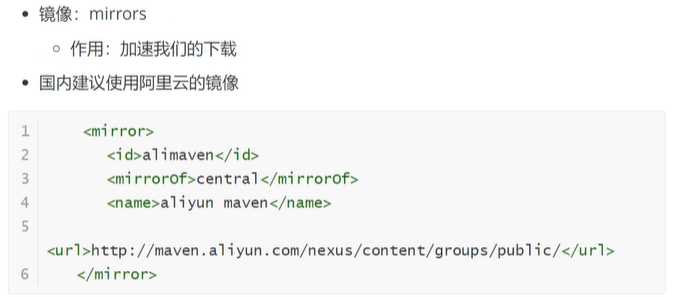 镜像：mirrors
作用：加速我们的下载
国内建议使用阿里云的镜像
1 <mirror>
2 <id>alimaven</id>
3 <mirrorOf>central</mirrorOf>
4 <name>aliyun maven</name>
5
<url>http://maven.aliyun.com/nexus/content/groups/public/</url>
6 </mirror>